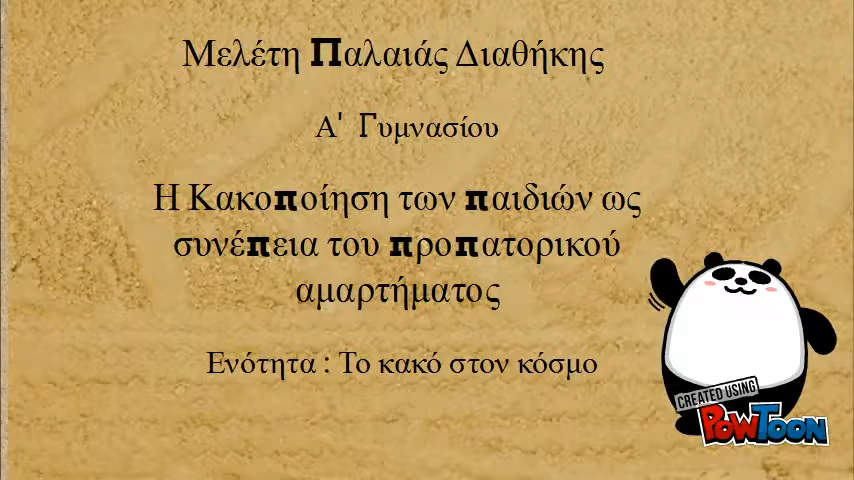 Μελέτη Παλαιάς Διαθήκης
Α' Γυμνασίου
Η Κακοποίηση των παιδιών ως
συνέπεια του προπατορικού
αμαρτήματος
Ενότητα : Το κακό στον κόσμο
CREATED USING
POWTOON